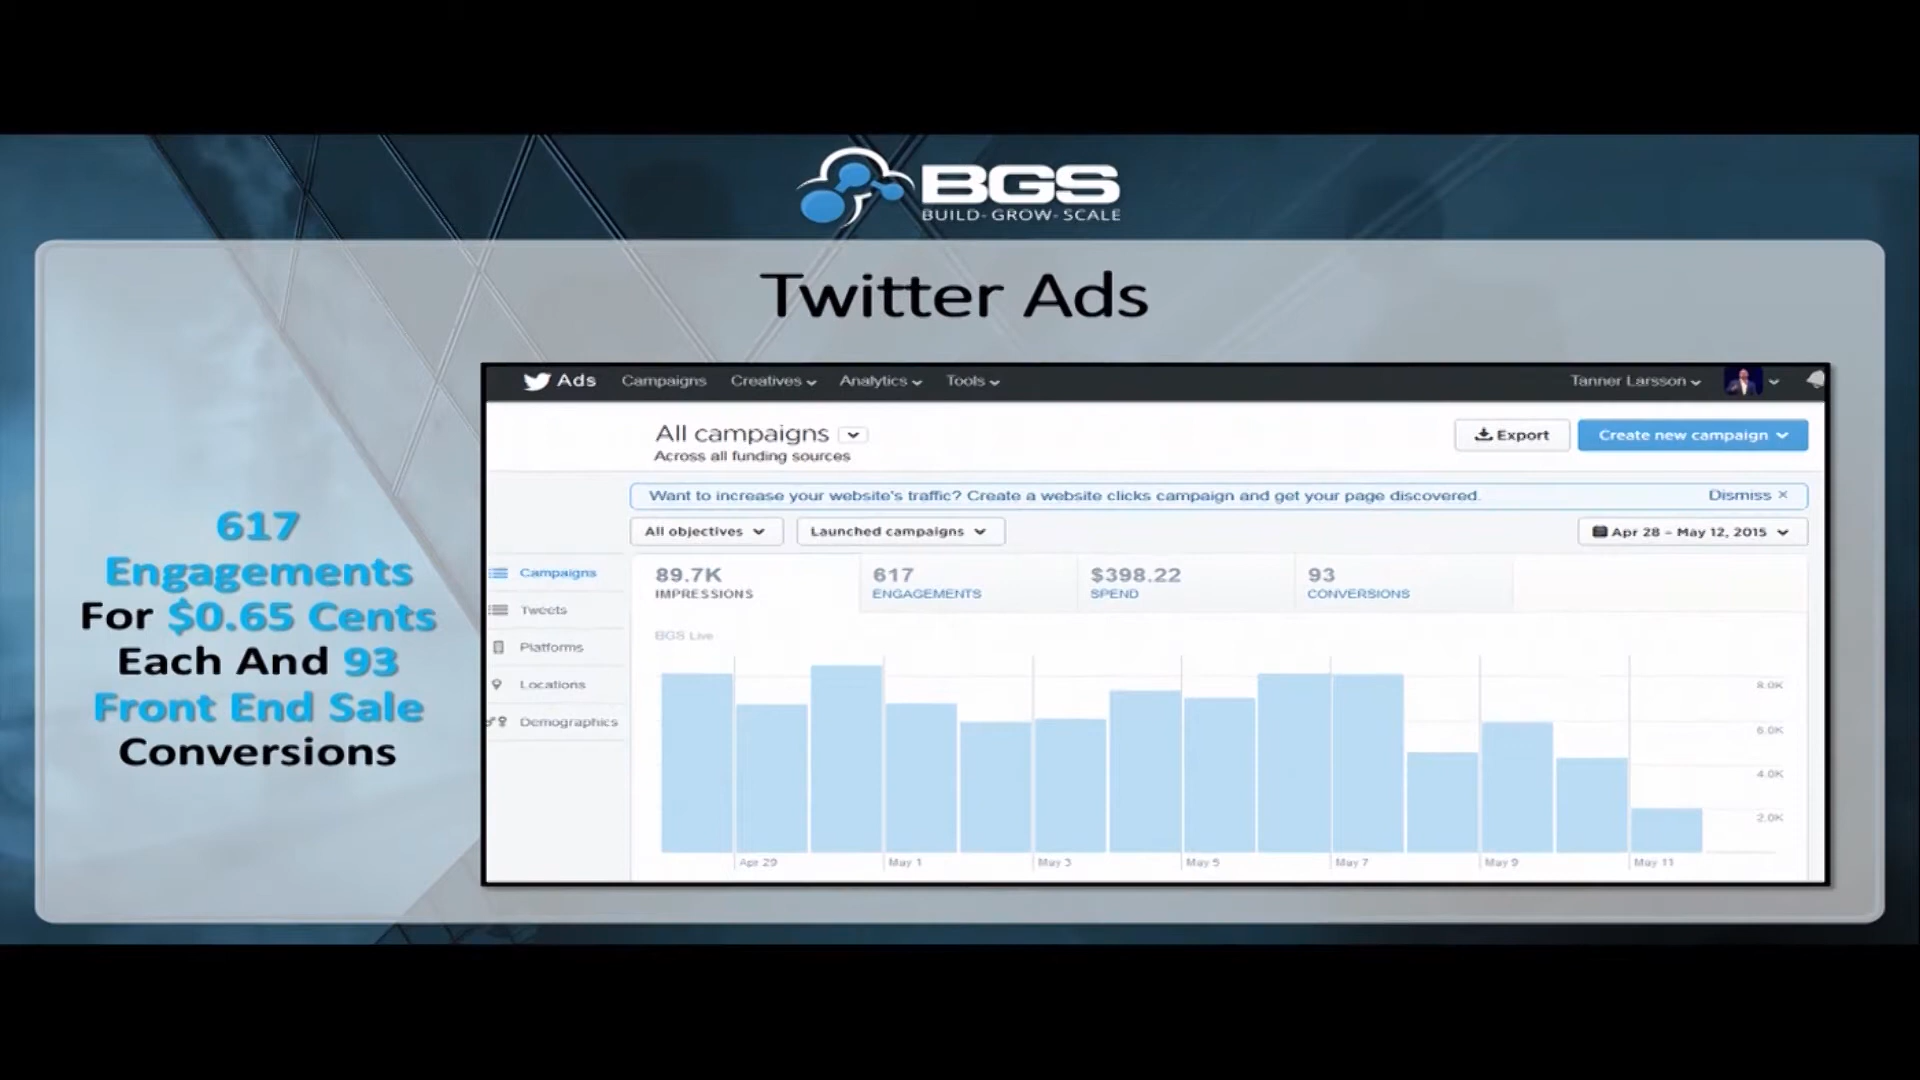 BGS
BUILD-GROW-SCALE
Twitter Ads
617
Engagements
For $0.65 Cents
Each And 93
Front End Sale
Conversions
Ads Campaigns Creatives Analytics Tools Tanner Larsson
All campaigns
Across all funding sources
Export Create new campaign
Want to increase your website's traffic? Create a website clicks campaign and get your page discovered. Dismiss ×
All objectives Launched campaigns Apr 28 – May 12, 2015
Campaigns
Tweets
Platforms
Locations
Demographics
89.7K 617 $398.22 93
IMPRESSIONS ENGAGEMENTS SPEND CONVERSIONS
BGS Live
8.0K
6.0K
4.0K
2.0K
Apr 29 May 1 May 3 May 5 May 7 May 9 May 11